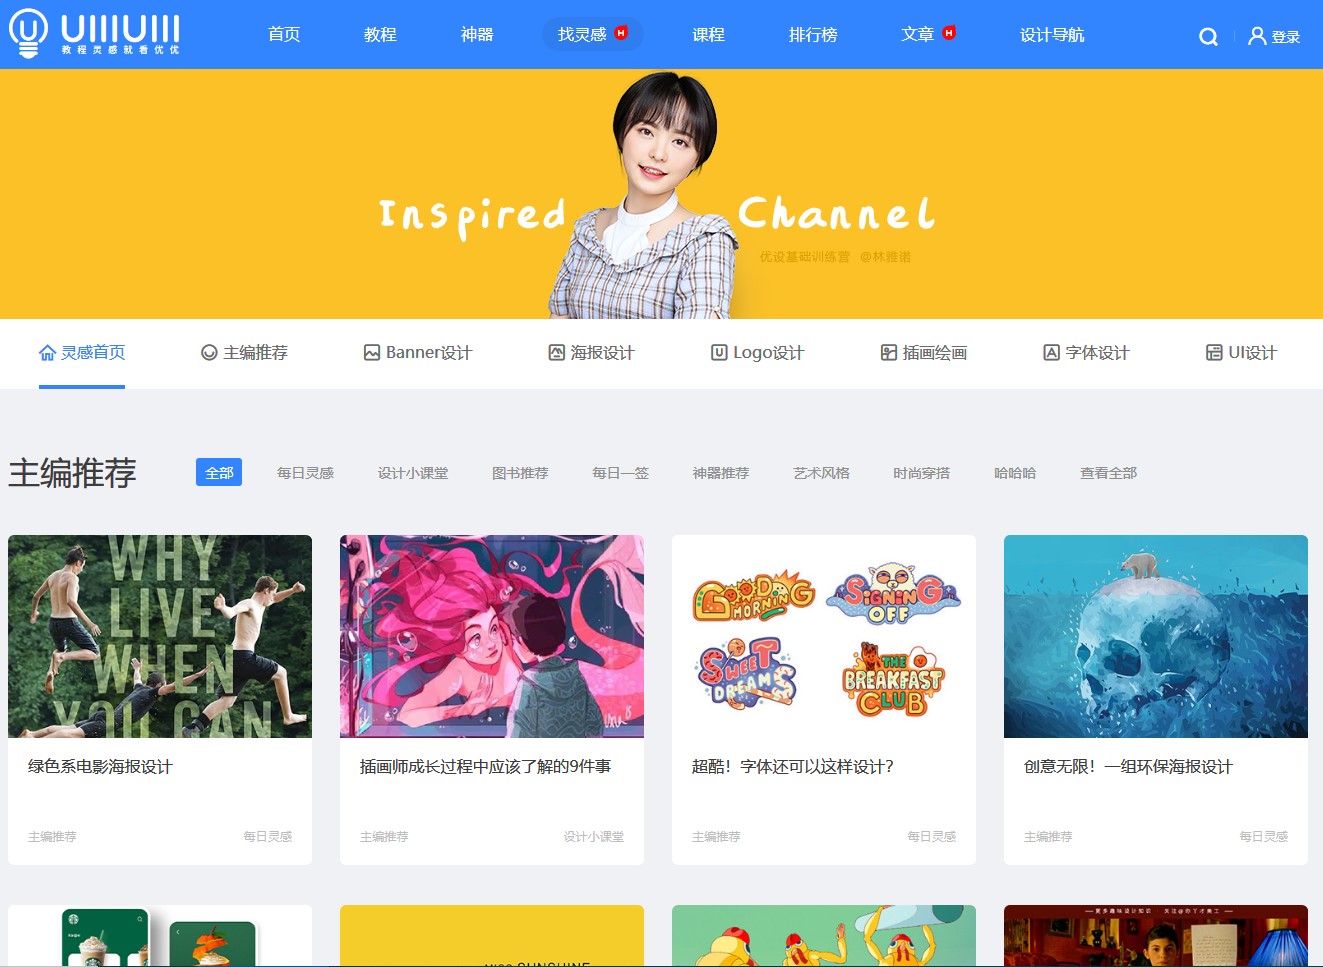 UIIIUIII
教程灵感就看优优
首页 教程 神器 找灵感 H 课程 排行榜 文章 H 设计导航 登录
Inspired Channel
优设基础训练营 @林雅诺
灵感首页 主编推荐 Banner设计 海报设计 Logo设计 插画绘画 字体设计 UI设计
主编推荐 全部 每日灵感 设计小课堂 图书推荐 每日一签 神器推荐 艺术风格 时尚穿搭 哈哈哈 查看全部
WHY
LIVE
WHEN
YOU CAN
GOOD MORNING
SIGNING OFF
SWEET DREAMS
THE BREAKFAST CLUB
绿色系电影海报设计
插画师成长过程中应该了解的9件事
超酷！字体还可以这样设计？
创意无限！一组环保海报设计
主编推荐 每日灵感
主编推荐 设计小课堂
主编推荐 每日灵感
主编推荐 每日灵感
MISS SUNSHINE